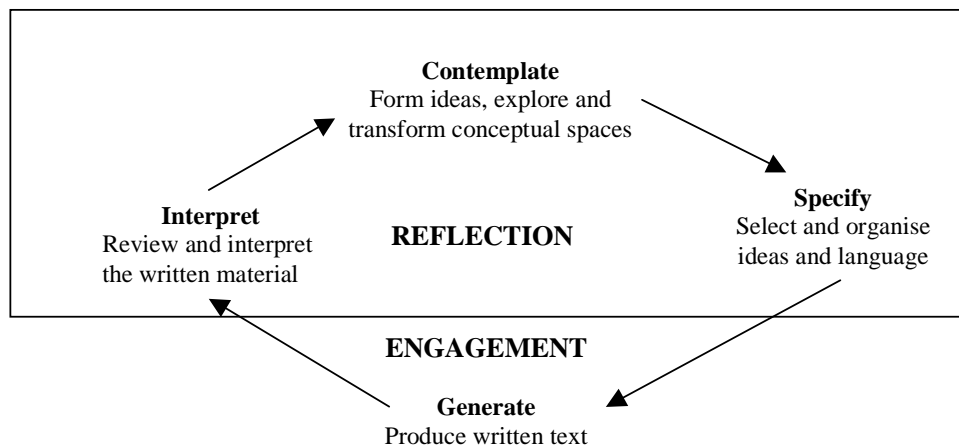 Contemplate
Form ideas, explore and
transform conceptual spaces
Interpret
Review and interpret
the written material
REFLECTION
Specify
Select and organise
ideas and language
ENGAGEMENT
Generate
Produce written text